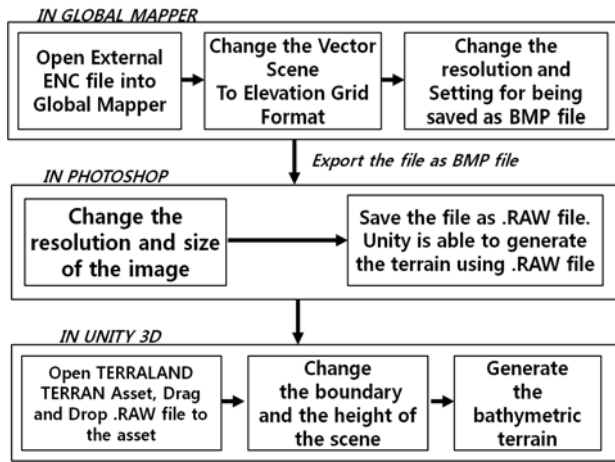 IN GLOBAL MAPPER
Open External
ENC file into
Global Mapper
Change the Vector
Scene
To Elevation Grid
Format
Change the
resolution and
Setting for being
saved as BMP file
Export the file as BMP file
IN PHOTOSHOP
Change the
resolution and size
of the image
Save the file as .RAW file.
Unity is able to generate
the terrain using .RAW file
IN UNITY 3D
Open TERRALAND
TERRAN Asset, Drag
and Drop .RAW file to
the asset
Change
the boundary
and the height of
the scene
Generate
the
bathymetric
terrain